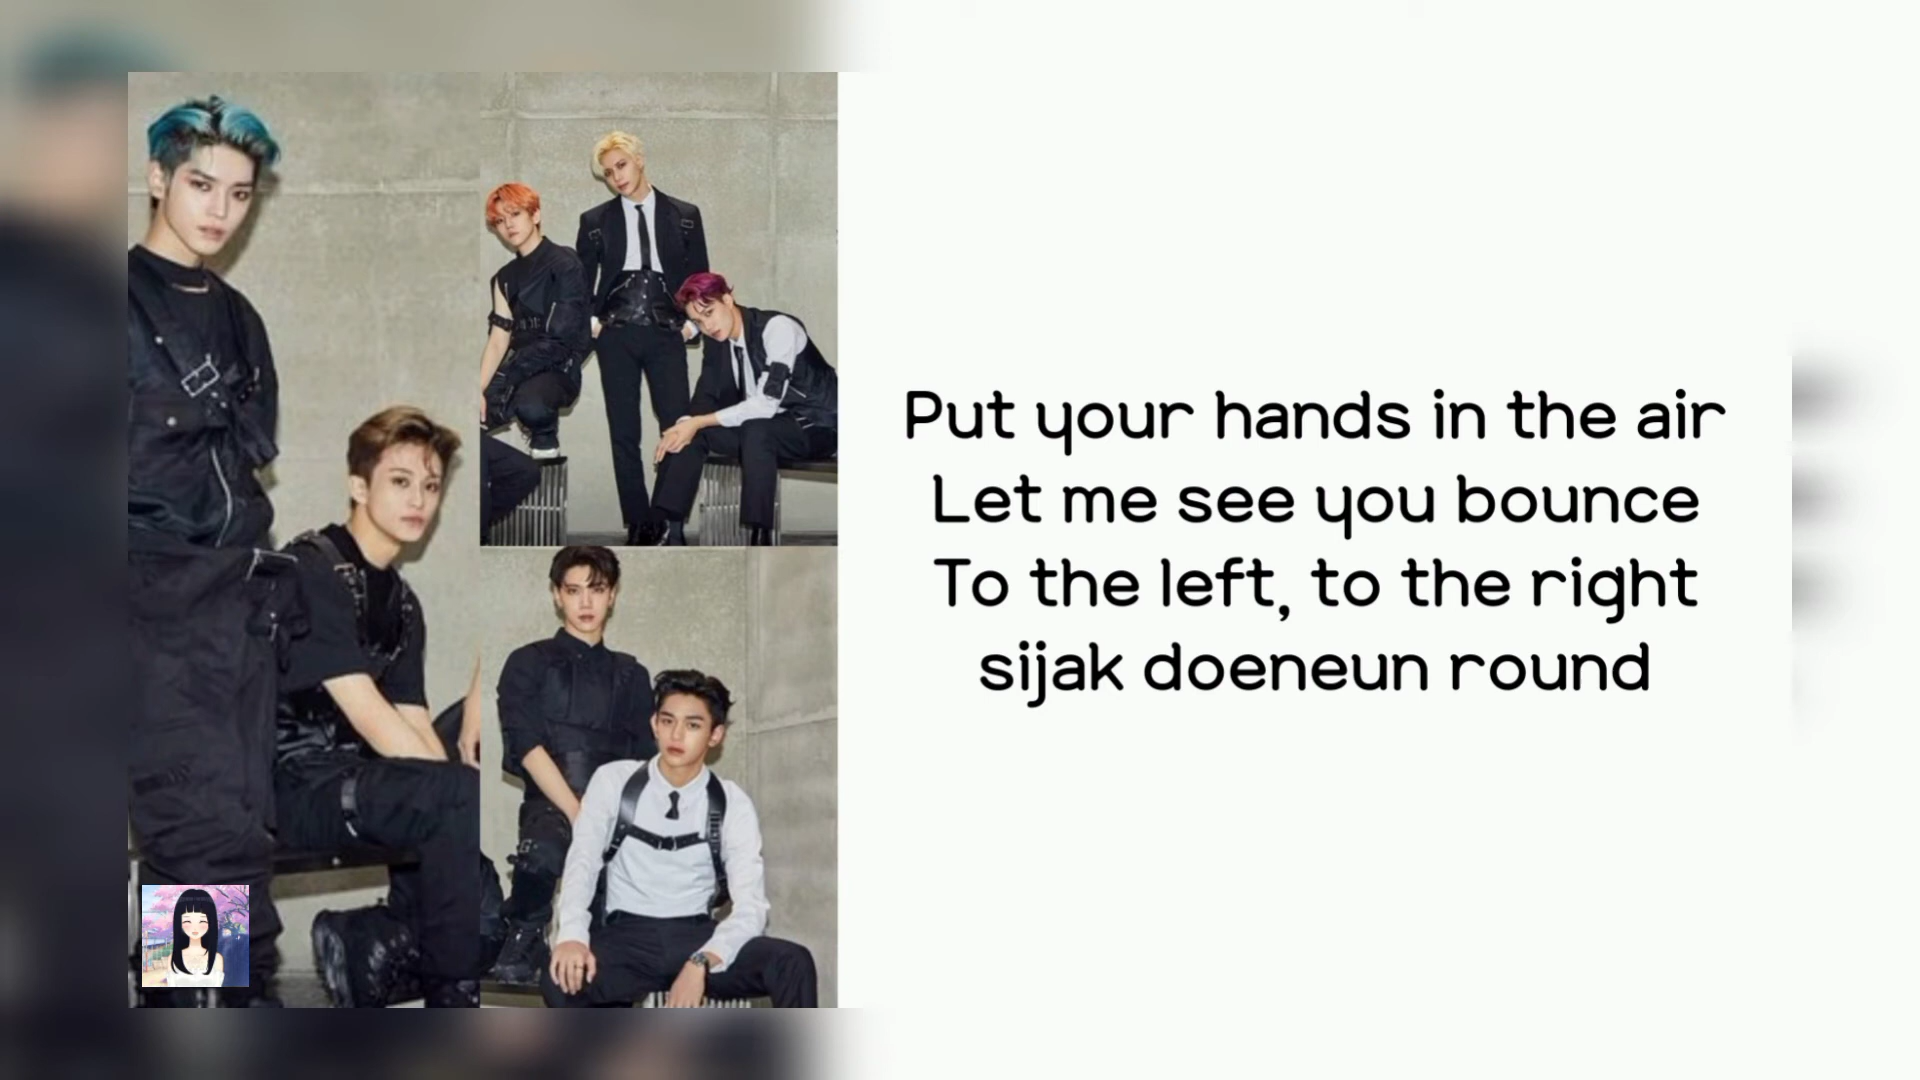 Put your hands in the air
Let me see you bounce
To the left, to the right
sijak doeneun round